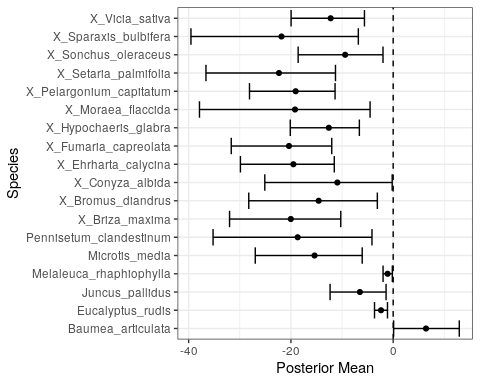 X_Vicia_sativa
X_Sparaxis_bulbifera
X_Sonchus_oleraceus
X_Setaria_palmifolia
X_Pelargonium_capitatum
X_Moraea_flaccida
X_Hypochaeris_glabra
X_Fumaria_capreolata
X_Ehrharta_calycina
X_Conyza_albida
X_Bromus_diandrus
X_Briza_maxima
Pennisetum_clandestinum
Microtis_media
Melaleuca_rhaphiophylla
Juncus_pallidus
Eucalyptus_rudis
Baumea_articulata
Species
-40 -20 0
Posterior Mean